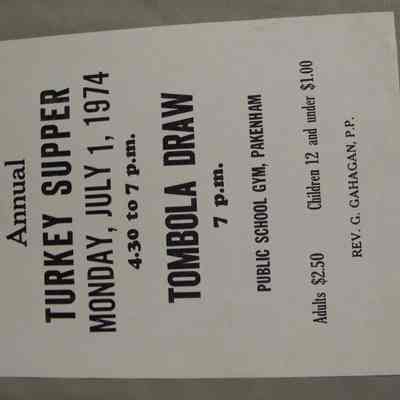 Annual
TURKEY SUPPER
MONDAY, JULY 1, 1974
4.30 to 7 p.m.
TOMBOLA DRAW
7 p.m.
PUBLIC SCHOOL GYM, PAKENHAM
Adults $2.50 Children 12 and under $1.00
REV. G. GAHAGAN, P.P.